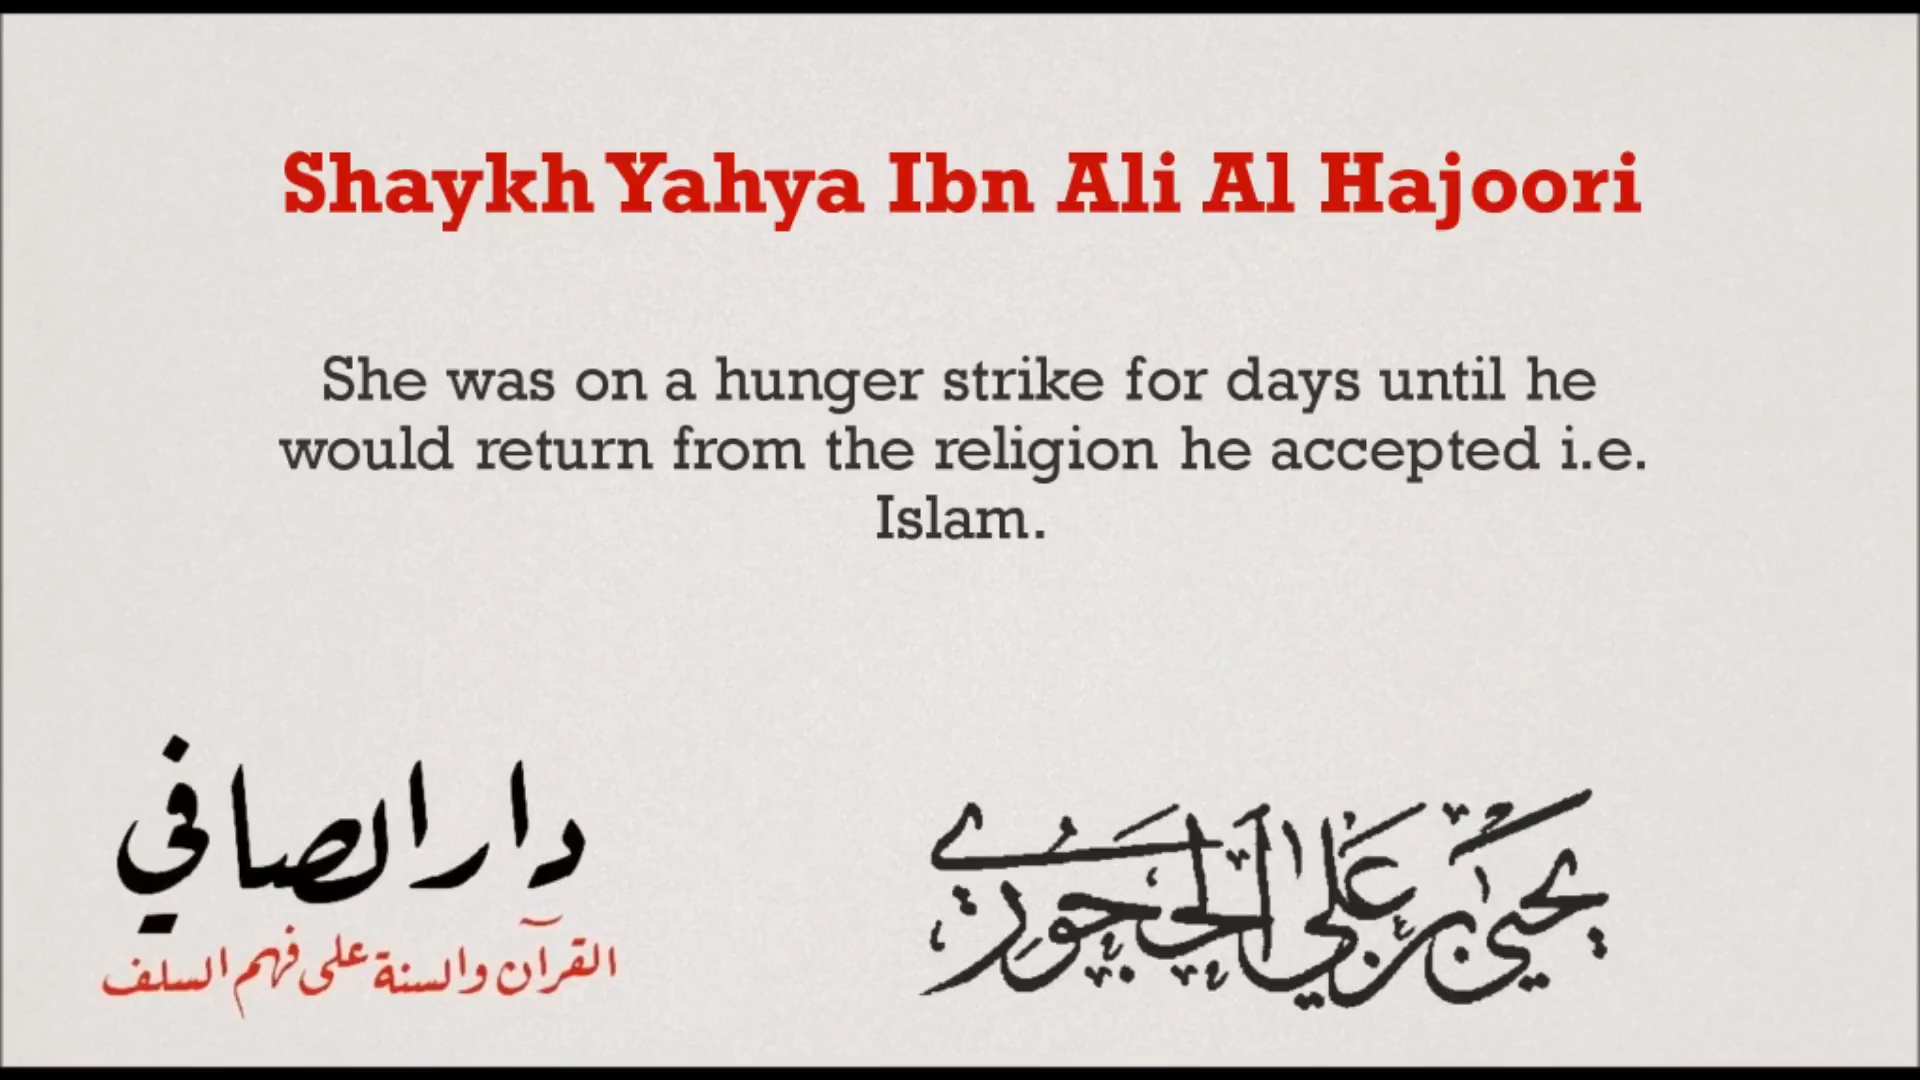 Shaykh Yahya Ibn Ali Al Hajoori
She was on a hunger strike for days until he
would return from the religion he accepted i.e.
Islam.
دار الصافي
القرآن والسنة على فهم السلف
يحيى بن علي الحجوري